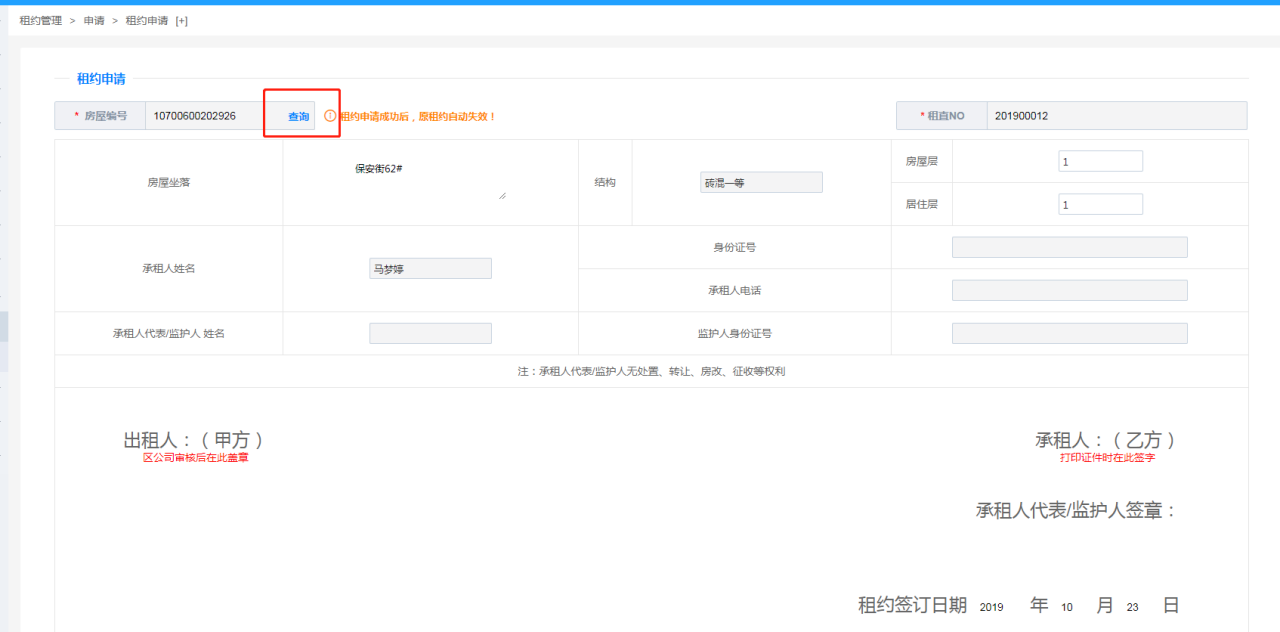 租约管理 > 申请 > 租约申请 [+]
租约申请
* 房屋编号 10700600202926 查询 租约申请成功后，原租约自动失效！ * 租直NO 201900012
房屋坐落 保安街62# 结构 砖混一等 房屋层 1
居住层 1
承租人姓名 马梦婷 身份证号
承租人电话
承租人代表/监护人 姓名 监护人身份证号
注：承租人代表/监护人无处置、转让、房改、征收等权利
出租人：（ 甲方 ） 承租人：（ 乙方 ）
区公司审核后在此盖章 打印证件时在此签字
承租人代表/监护人签章：
租约签订日期 2019 年 10 月 23 日